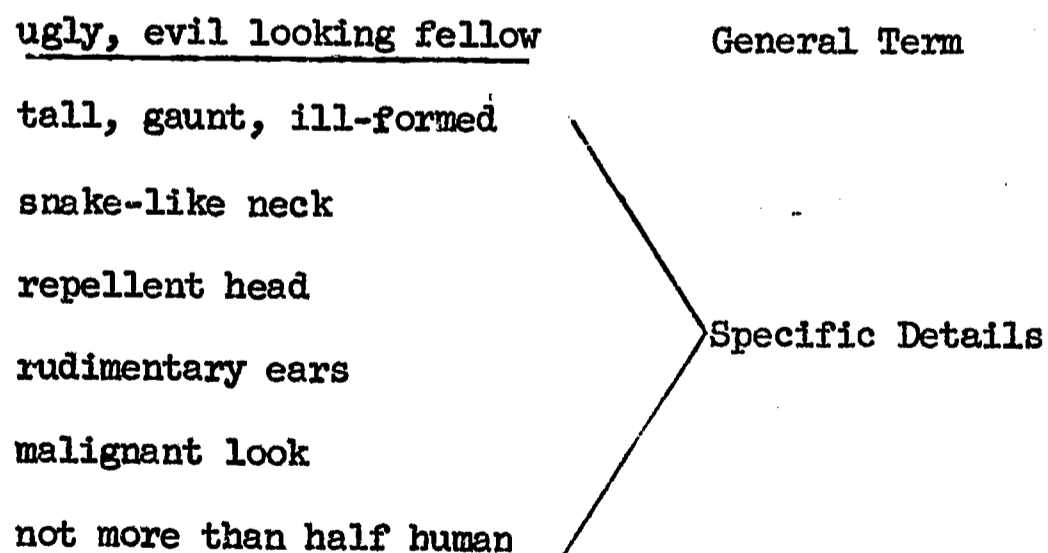 ugly, evil looking fellow General Term
tall, gaunt, ill-formed
snake-like neck
repellent head
Specific Details
rudimentary ears
malignant look
not more than half human